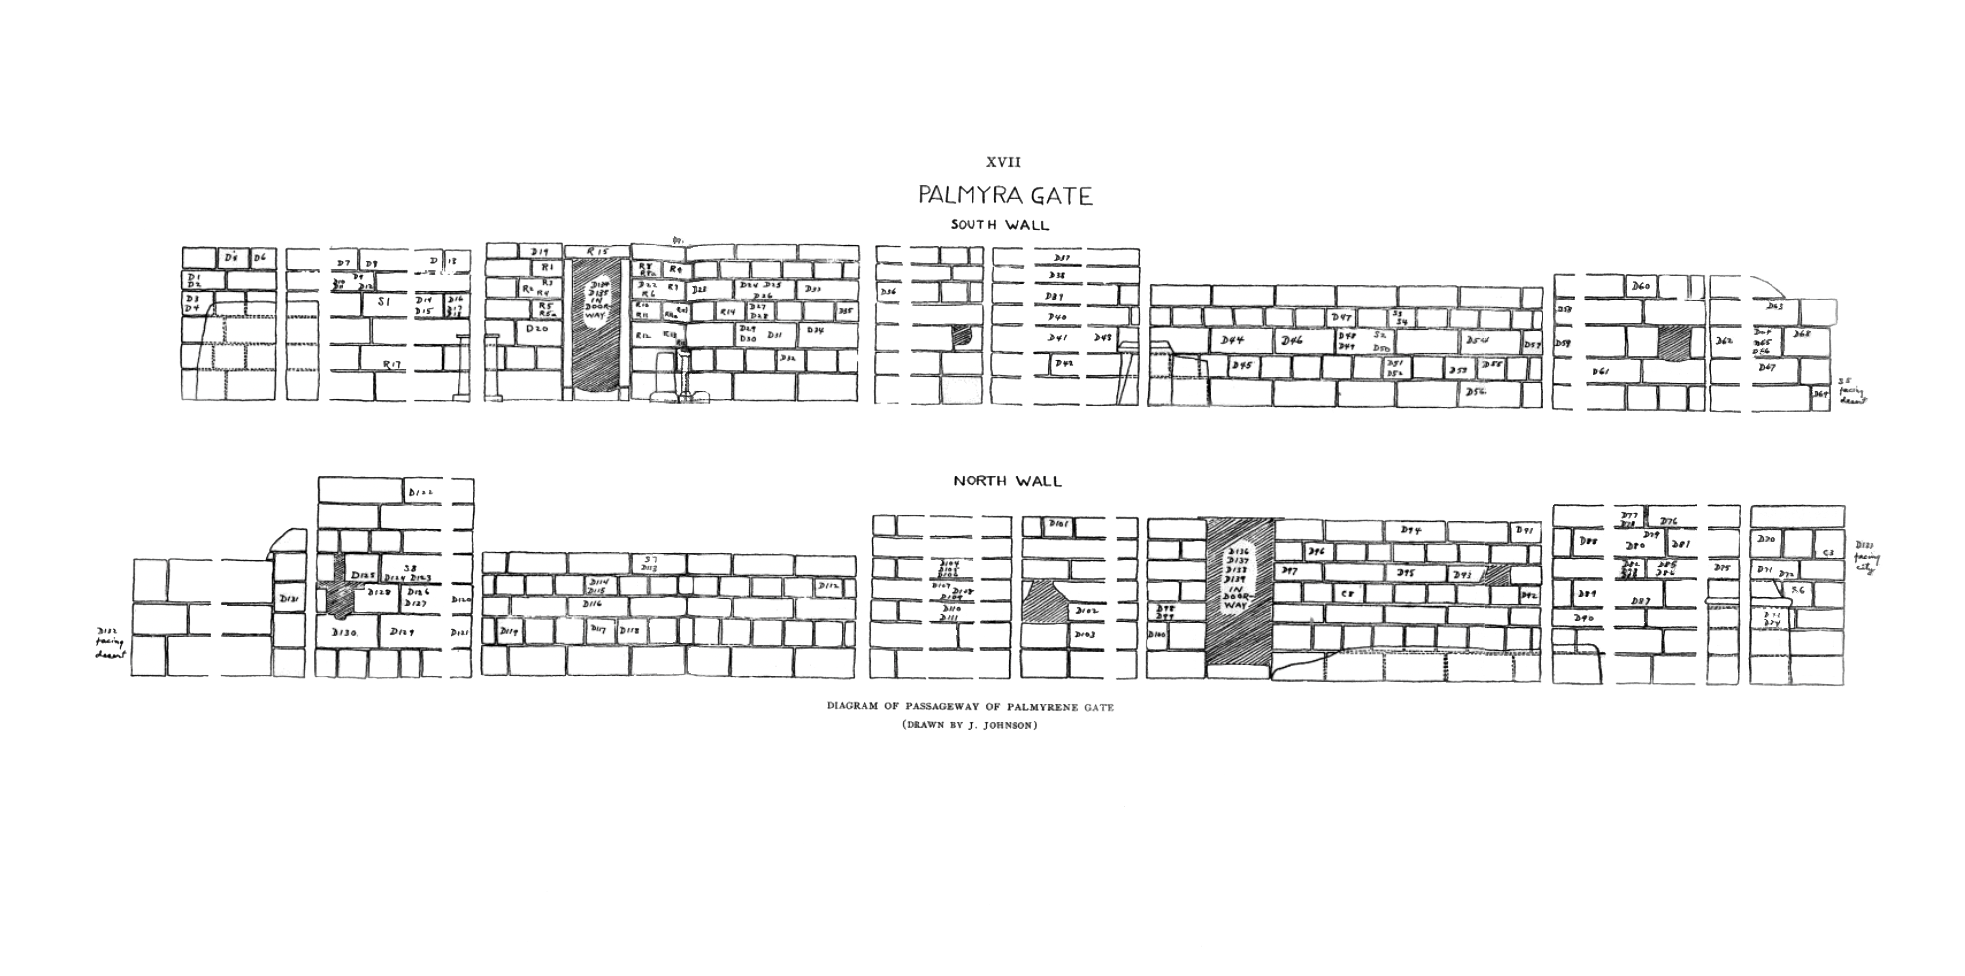 XVII
PALMYRA GATE
SOUTH WALL
D5 D6
D1
D2
D3
D4
D7 D8
D9
D10
D11 D12
D 13
S1
D14 D16
D15 D17
D18
R17
D19
R1
R3
R2 R4
R5
R5a
D20
R15
D134
D135
IN
DOOR-
WAY.
R8 R9
D22 R7
R6
R10
R11
R12
D23
D24 D25
D26
D33
R14 D27
D28
D35
D29
D30 D31 D34
D32
D36
D37
D38
D39
D40
D41 D43
D42
D47 S3
S4
D44 D46 D48 S2
D49 D50
D54 D57
D45 D51
D52
D53 D55
D56
D58
D59
D60
D61
D62
D63
D64
D65
D66
D68
D67
D69
S5
facing
desert
NORTH WALL
D122
D125 S8
D124 D123
D128 D126
D127
D120
D131
D130 D129 D121
D132
facing
desert
S7
D113
D114
D115
D112
D116
D119 D117 D118
D104
D105
D106
D107
D108
D109
D110
D111
D101
D102
D103
D98
D99
D100
D136
D137
D138
D139
IN
DOOR-
WAY.
D94 D91
D96
D97 D95 D93
C8 D92
D77
D78 D76
D79
D88 D80 D81
D82 D85
D86
D75
D89 D87
D90
D70
C3
D71 D72
S6
D73
D74
D133
facing
city
DIAGRAM OF PASSAGEWAY OF PALMYRENE GATE
(DRAWN BY J. JOHNSON)